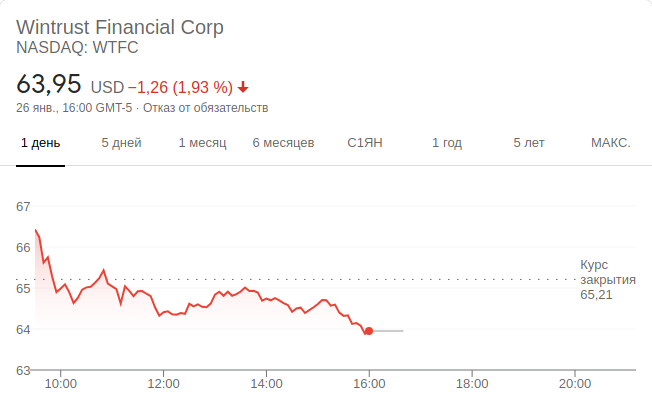 Wintrust Financial Corp
NASDAQ: WTFC
63,95 USD −1,26 (1,93 %)
26 янв., 16:00 GMT-5 · Отказ от обязательств
1 день 5 дней 1 месяц 6 месяцев С1ЯН 1 год 5 лет МАКС.
67
66
65
64
63
Курс
закрытия
65,21
10:00 12:00 14:00 16:00 18:00 20:00